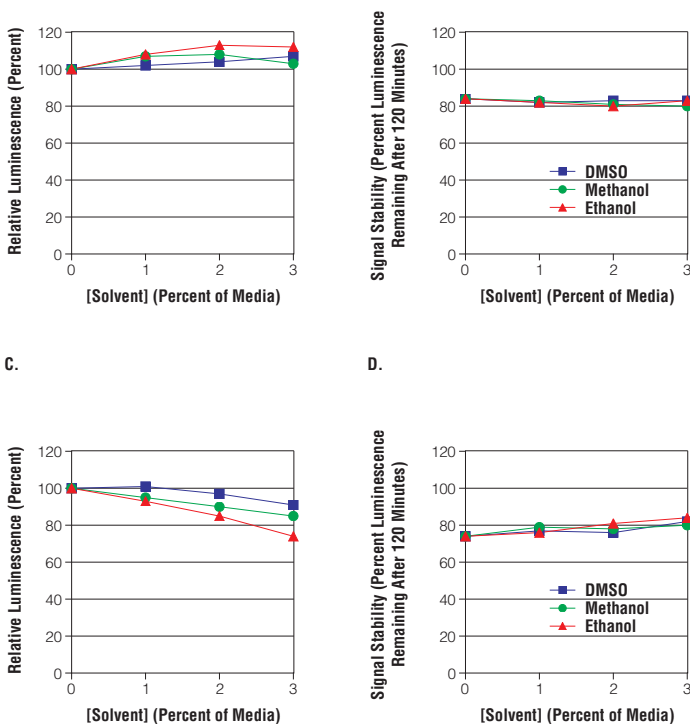 Relative Luminescence (Percent)
120
100
80
60
40
20
0
0 1 2 3
[Solvent] (Percent of Media)
Signal Stability (Percent Luminescence
Remaining After 120 Minutes)
120
100
80
60
40
20
0
DMSO
Methanol
Ethanol
0 1 2 3
[Solvent] (Percent of Media)
C.
D.
Relative Luminescence (Percent)
120
100
80
60
40
20
0
0 1 2 3
[Solvent] (Percent of Media)
Signal Stability (Percent Luminescence
Remaining After 120 Minutes)
120
100
80
60
40
20
0
DMSO
Methanol
Ethanol
0 1 2 3
[Solvent] (Percent of Media)